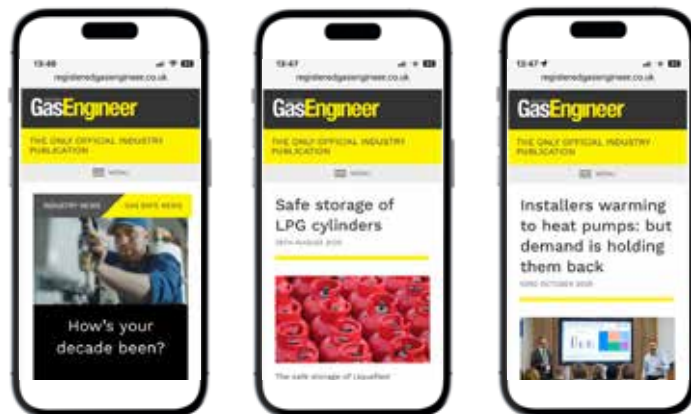 13:49
registeredgasengineer.co.uk
GasEngineer
THE ONLY OFFICIAL INDUSTRY
PUBLICATION
MENU
INDUSTRY NEWS
GAS SAFE NEWS
How's your
decade been?
13:47
registeredgasengineer.co.uk
GasEngineer
THE ONLY OFFICIAL INDUSTRY
PUBLICATION
MENU
Safe storage of
LPG cylinders
The safe storage of Liquefied
13:47
registeredgasengineer.co.uk
GasEngineer
THE ONLY OFFICIAL INDUSTRY
PUBLICATION
MENU
Installers warming
to heat pumps: but
demand is holding
them back